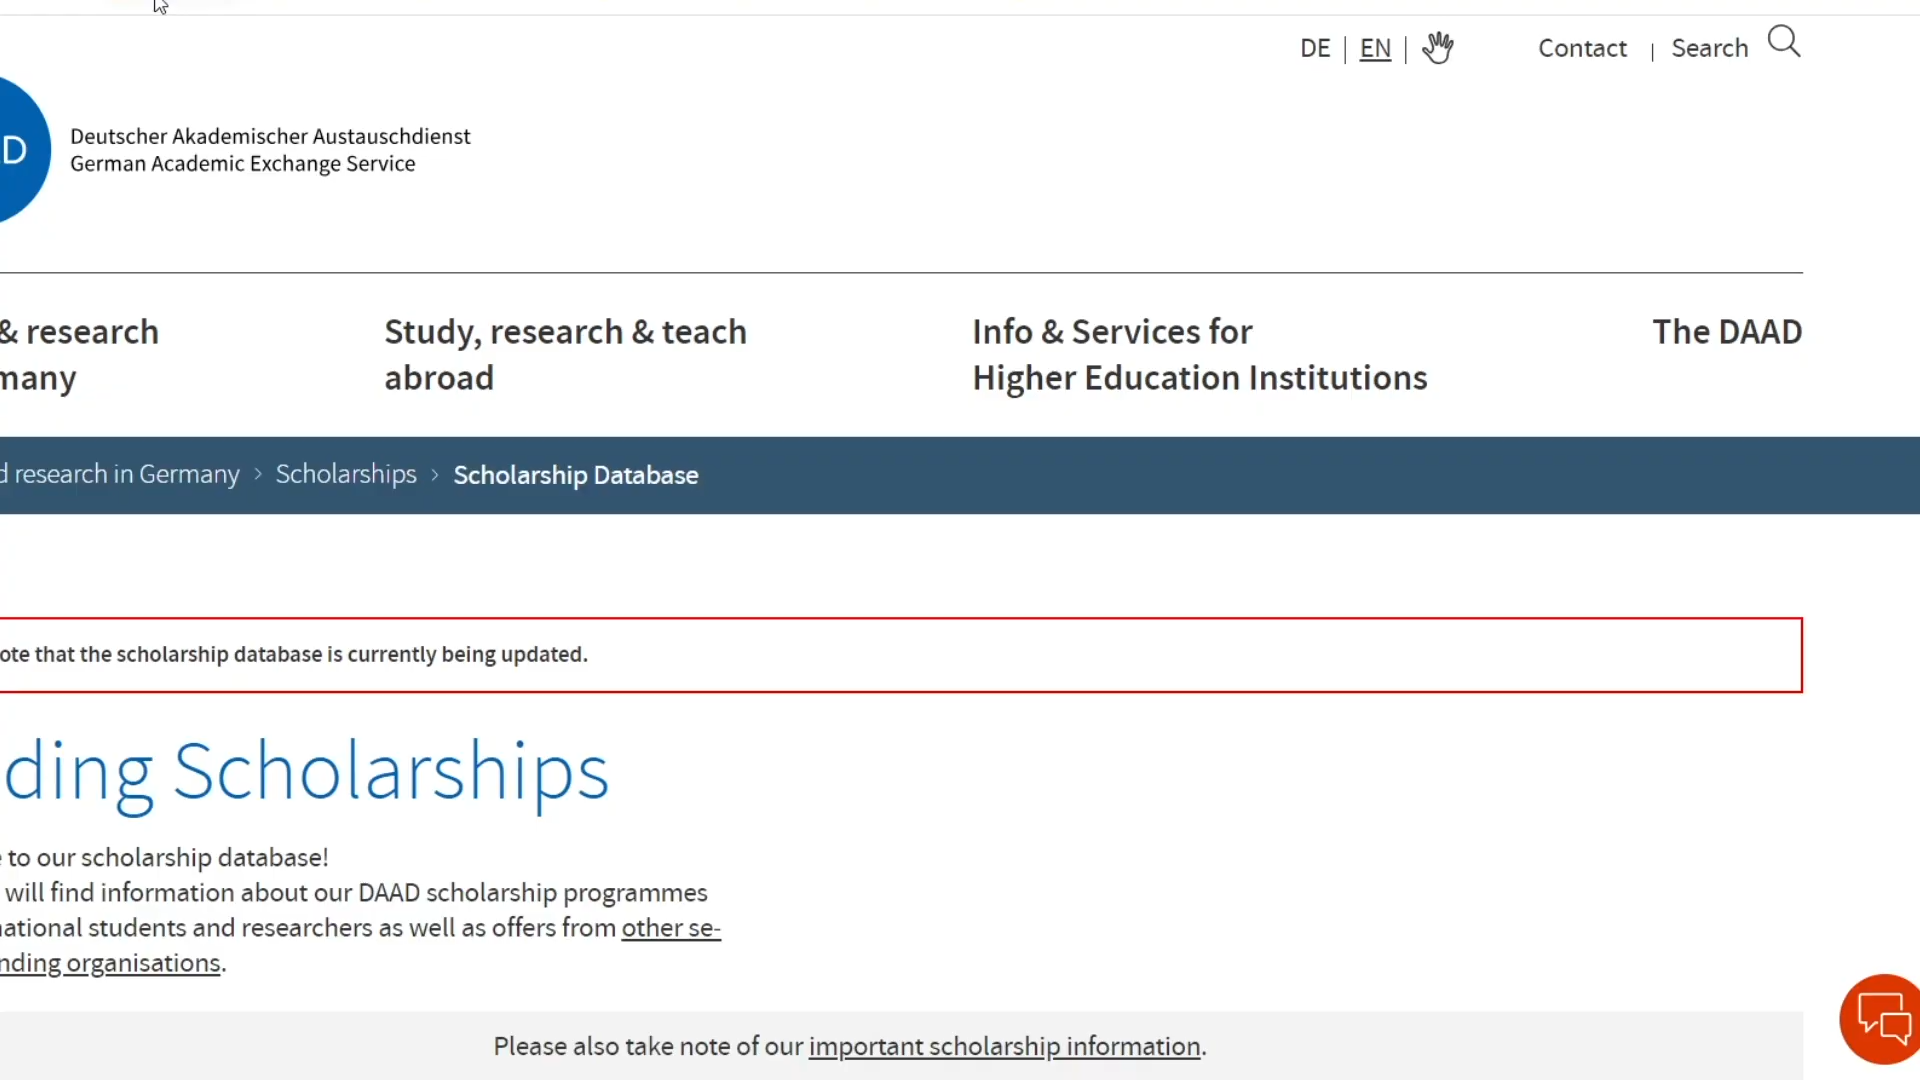 DE | EN |
Contact | Search
D
Deutscher Akademischer Austauschdienst
German Academic Exchange Service
& research
many
Study, research & teach
abroad
Info & Services for
Higher Education Institutions
The DAAD
d research in Germany > Scholarships > Scholarship Database
ote that the scholarship database is currently being updated.
ding Scholarships
e to our scholarship database!
will find information about our DAAD scholarship programmes
national students and researchers as well as offers from other se-
nding organisations.
Please also take note of our important scholarship information.